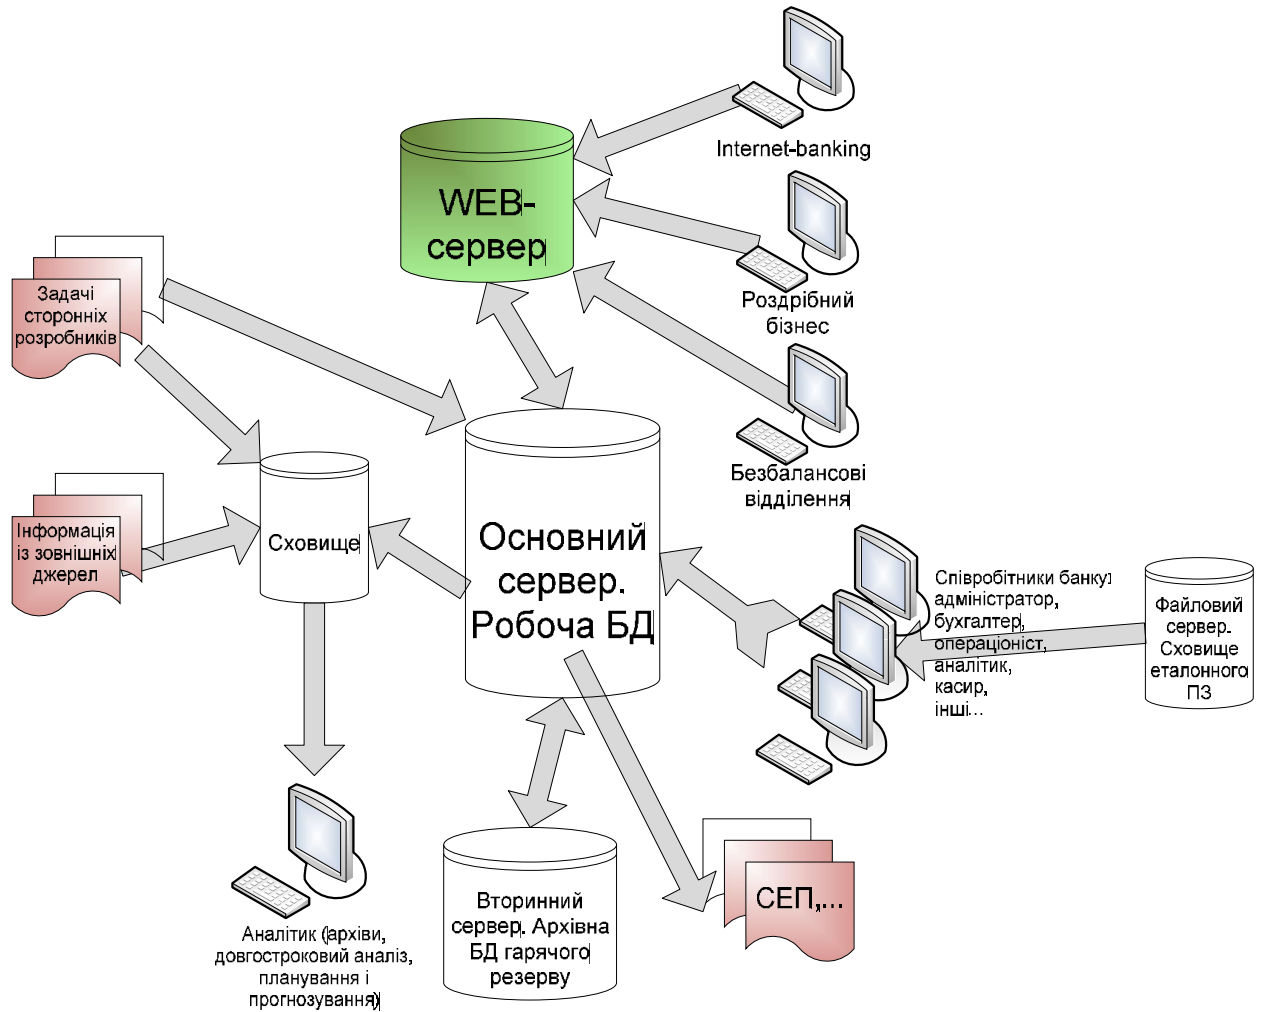 Internet-banking
WEB-
сервер
Роздрібний
бізнес
Задачі
сторонніх
розробників
Безбалансові
відділення
Інформація
із зовнішніх
джерел
Сховище
Основний
сервер.
Робоча БД
Співробітники банку:
адміністратор,
бухгалтер,
операціоніст,
аналітик,
касир,
інші...
Файловий
сервер.
Сховище
еталонного
ПЗ
Вторинний
сервер. Архівна
БД гарячого
резерву
СЕП,...
Аналітик (архіви,
довгостроковий аналіз,
планування і
прогнозування)